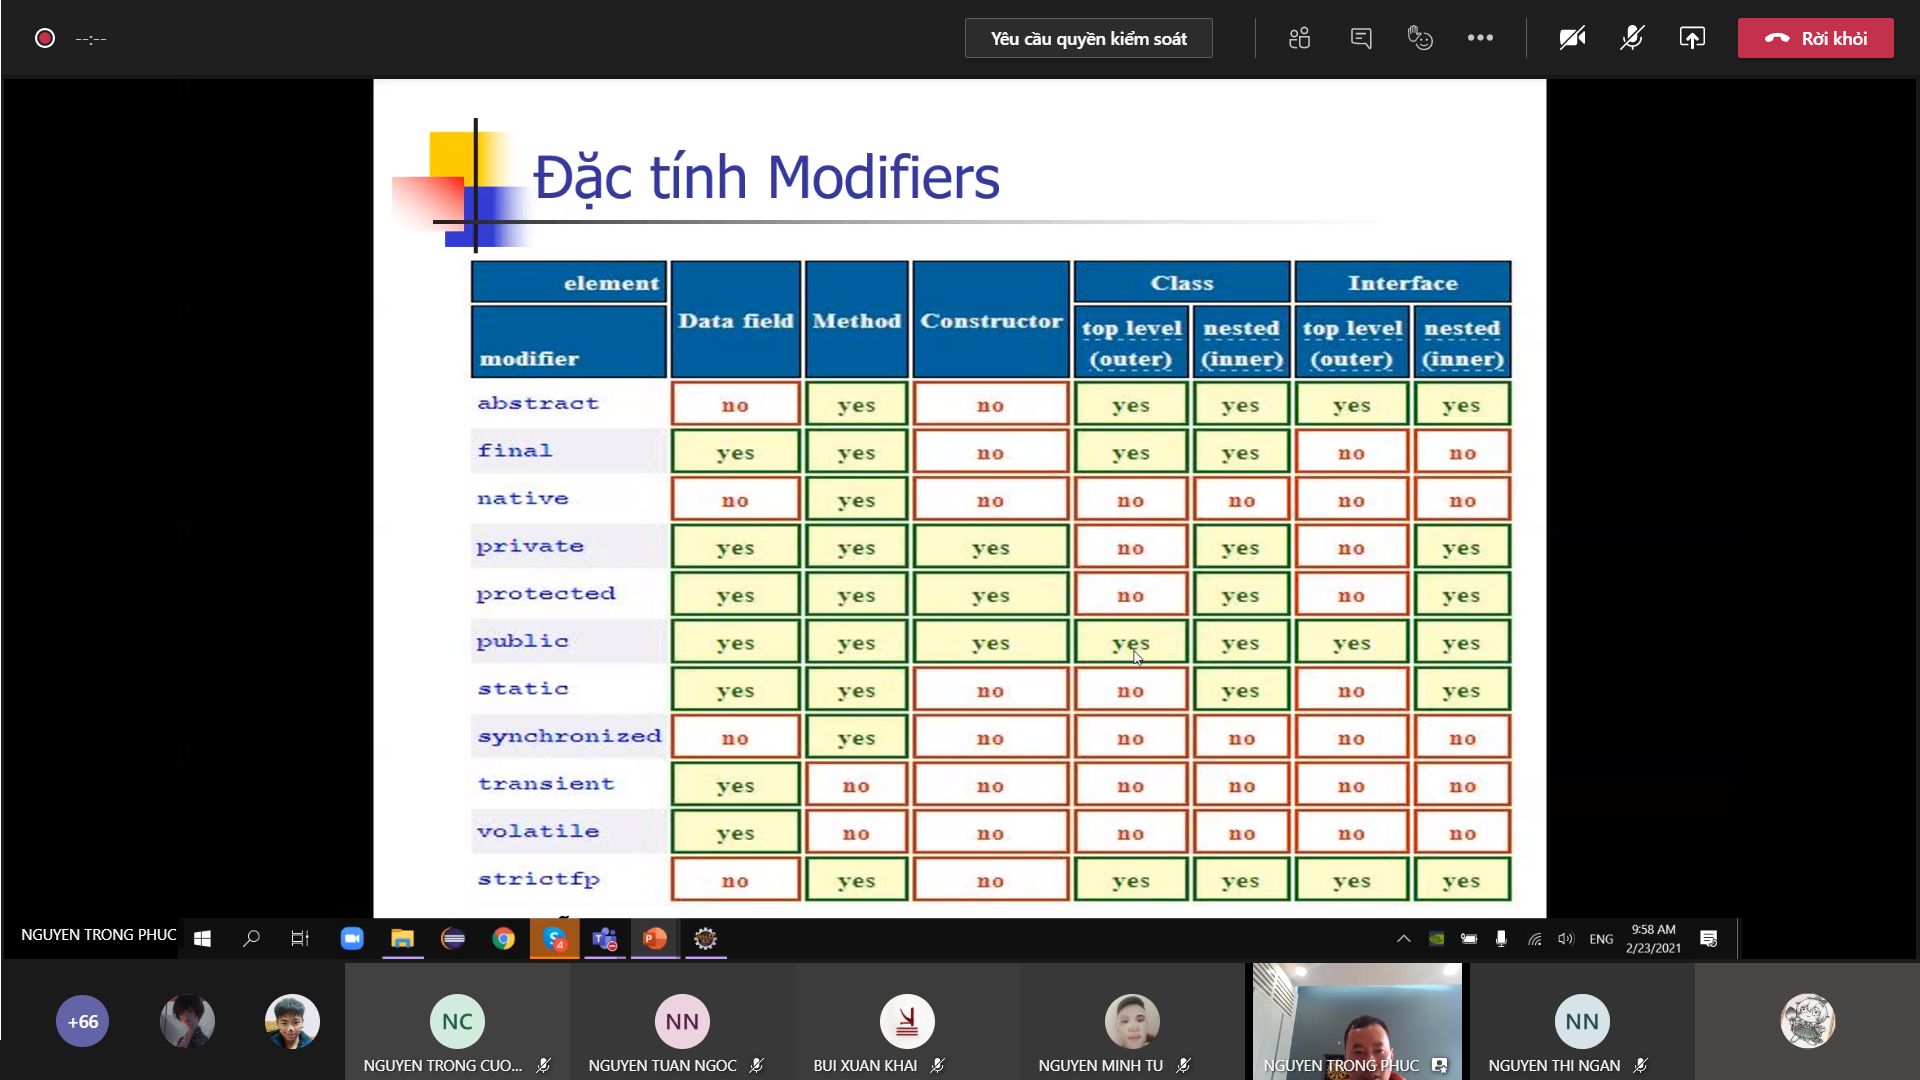 --:--
Yêu cầu quyền kiểm soát
Rời khỏi
Đặc tính Modifiers
element
modifier
Data field
Method
Constructor
Class
Interface
top level (outer)
nested (inner)
top level (outer)
nested (inner)
abstract no yes no yes yes yes yes
final yes yes no yes yes no no
native no yes no no no no no
private yes yes yes no yes no yes
protected yes yes yes no yes no yes
public yes yes yes yes yes yes yes
static yes yes no no yes no yes
synchronized no yes no no no no no
transient yes no no no no no no
volatile yes no no no no no no
strictfp no yes no yes yes yes yes
NGUYEN TRONG PHUC
4
ENG
9:58 AM
2/23/2021
+66
NC
NGUYEN TRONG CUO...
NN
NGUYEN TUAN NGOC
BUI XUAN KHAI
NGUYEN MINH TU
NGUYEN TRONG PHUC
NN
NGUYEN THI NGAN